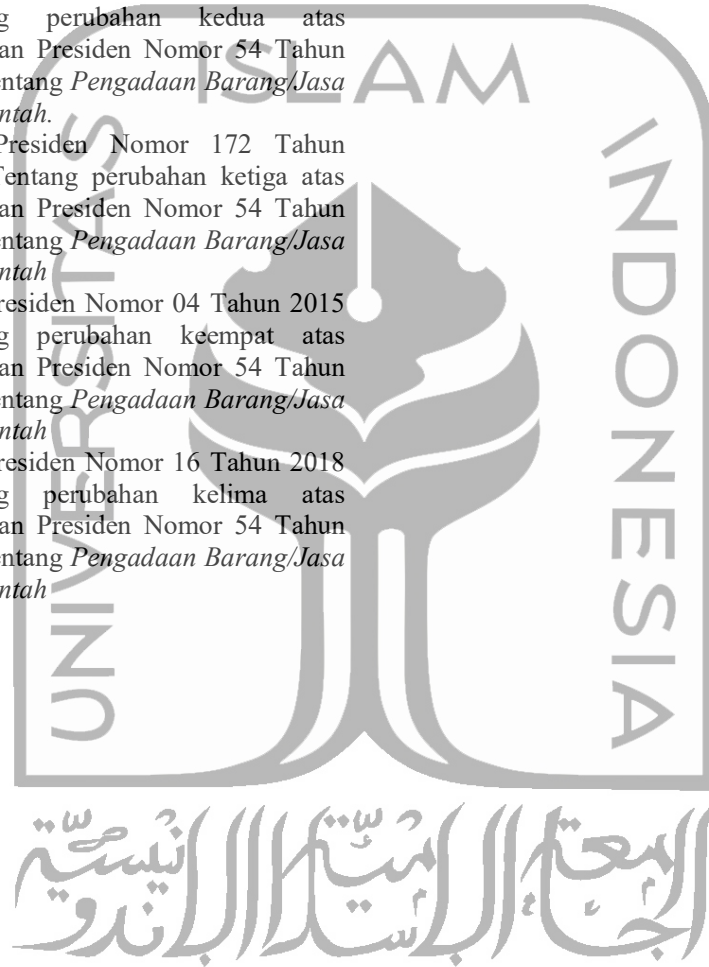 g perubahan kedua atas
an Presiden Nomor 54 Tahun
entang Pengadaan Barang/Jasa
ntah.
Presiden Nomor 172 Tahun
Tentang perubahan ketiga atas
an Presiden Nomor 54 Tahun
entang Pengadaan Barang/Jasa
ntah
residen Nomor 04 Tahun 2015
g perubahan keempat atas
an Presiden Nomor 54 Tahun
entang Pengadaan Barang/Jasa
ntah
residen Nomor 16 Tahun 2018
g perubahan kelima atas
an Presiden Nomor 54 Tahun
entang Pengadaan Barang/Jasa
ntah
UNIVERSITAS
ISLAM
INDONESIA
الجامعة الإسلامية الاندونيسية